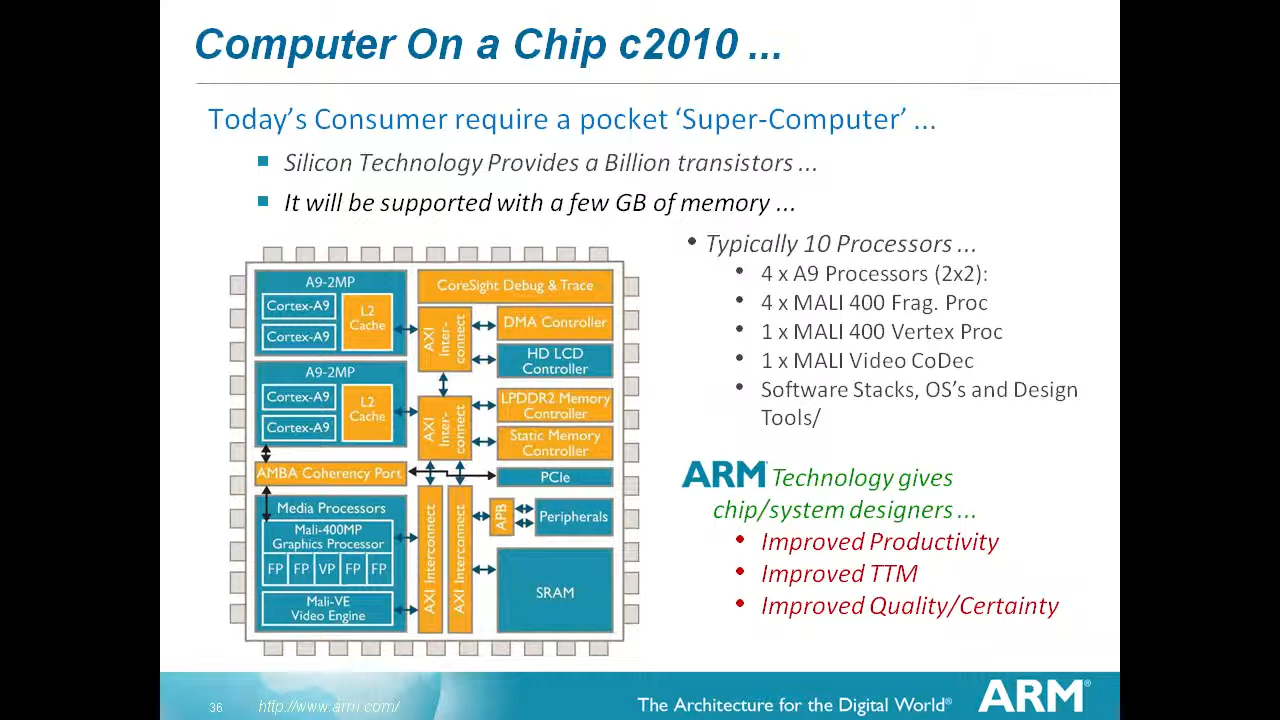 Computer On a Chip c2010 ...
Today's Consumer require a pocket 'Super-Computer' ...
Silicon Technology Provides a Billion transistors ...
It will be supported with a few GB of memory ...
Typically 10 Processors ...
4 x A9 Processors (2x2):
4 x MALI 400 Frag. Proc
1 x MALI 400 Vertex Proc
1 x MALI Video CoDec
Software Stacks, OS's and Design
Tools/
ARM Technology gives
chip/system designers ...
Improved Productivity
Improved TTM
Improved Quality/Certainty
A9-2MP
Cortex-A9
Cortex-A9
L2
Cache
A9-2MP
Cortex-A9
Cortex-A9
L2
Cache
AMBA Coherency Port
Media Processors
Mali-400MP
Graphics Processor
FP FP VP FP FP
Mali-VE
Video Engine
CoreSight Debug & Trace
AXI
Inter-
connect
DMA Controller
HD LCD
Controller
AXI
Inter-
connect
LPDDR2 Memory
Controller
Static Memory
Controller
PCIe
AXI Interconnect
AXI Interconnect
APB
Peripherals
SRAM
36
http://www.arm.com/
The Architecture for the Digital World®
ARM®